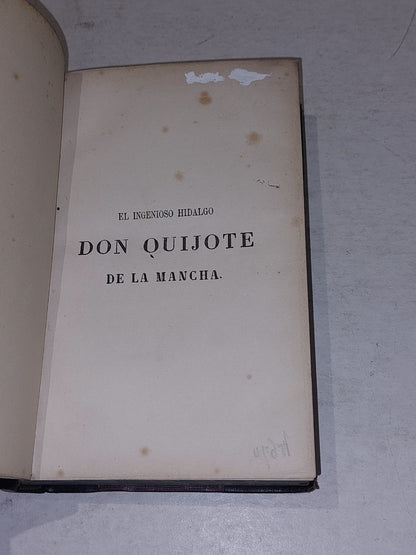 EL INGENIOSO HIDALGO
DON QUIJOTE
DE LA MANCHA.